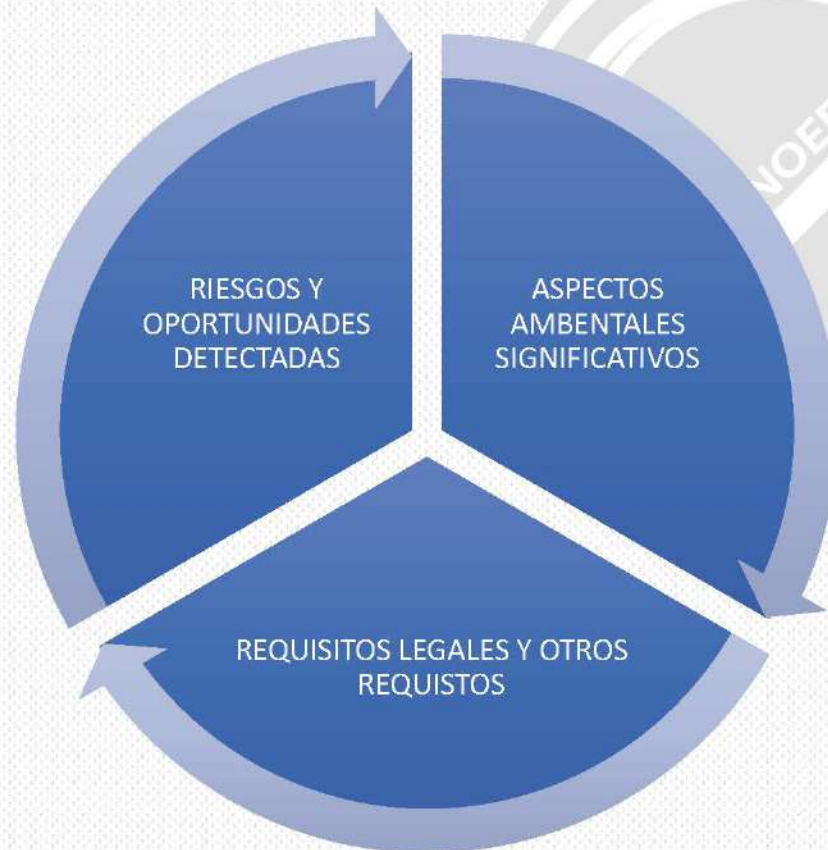 RIESGOS Y
OPORTUNIDADES
DETECTADAS
ASPECTOS
AMBENTALES
SIGNIFICATIVOS
REQUISITOS LEGALES Y OTROS
REQUISTOS